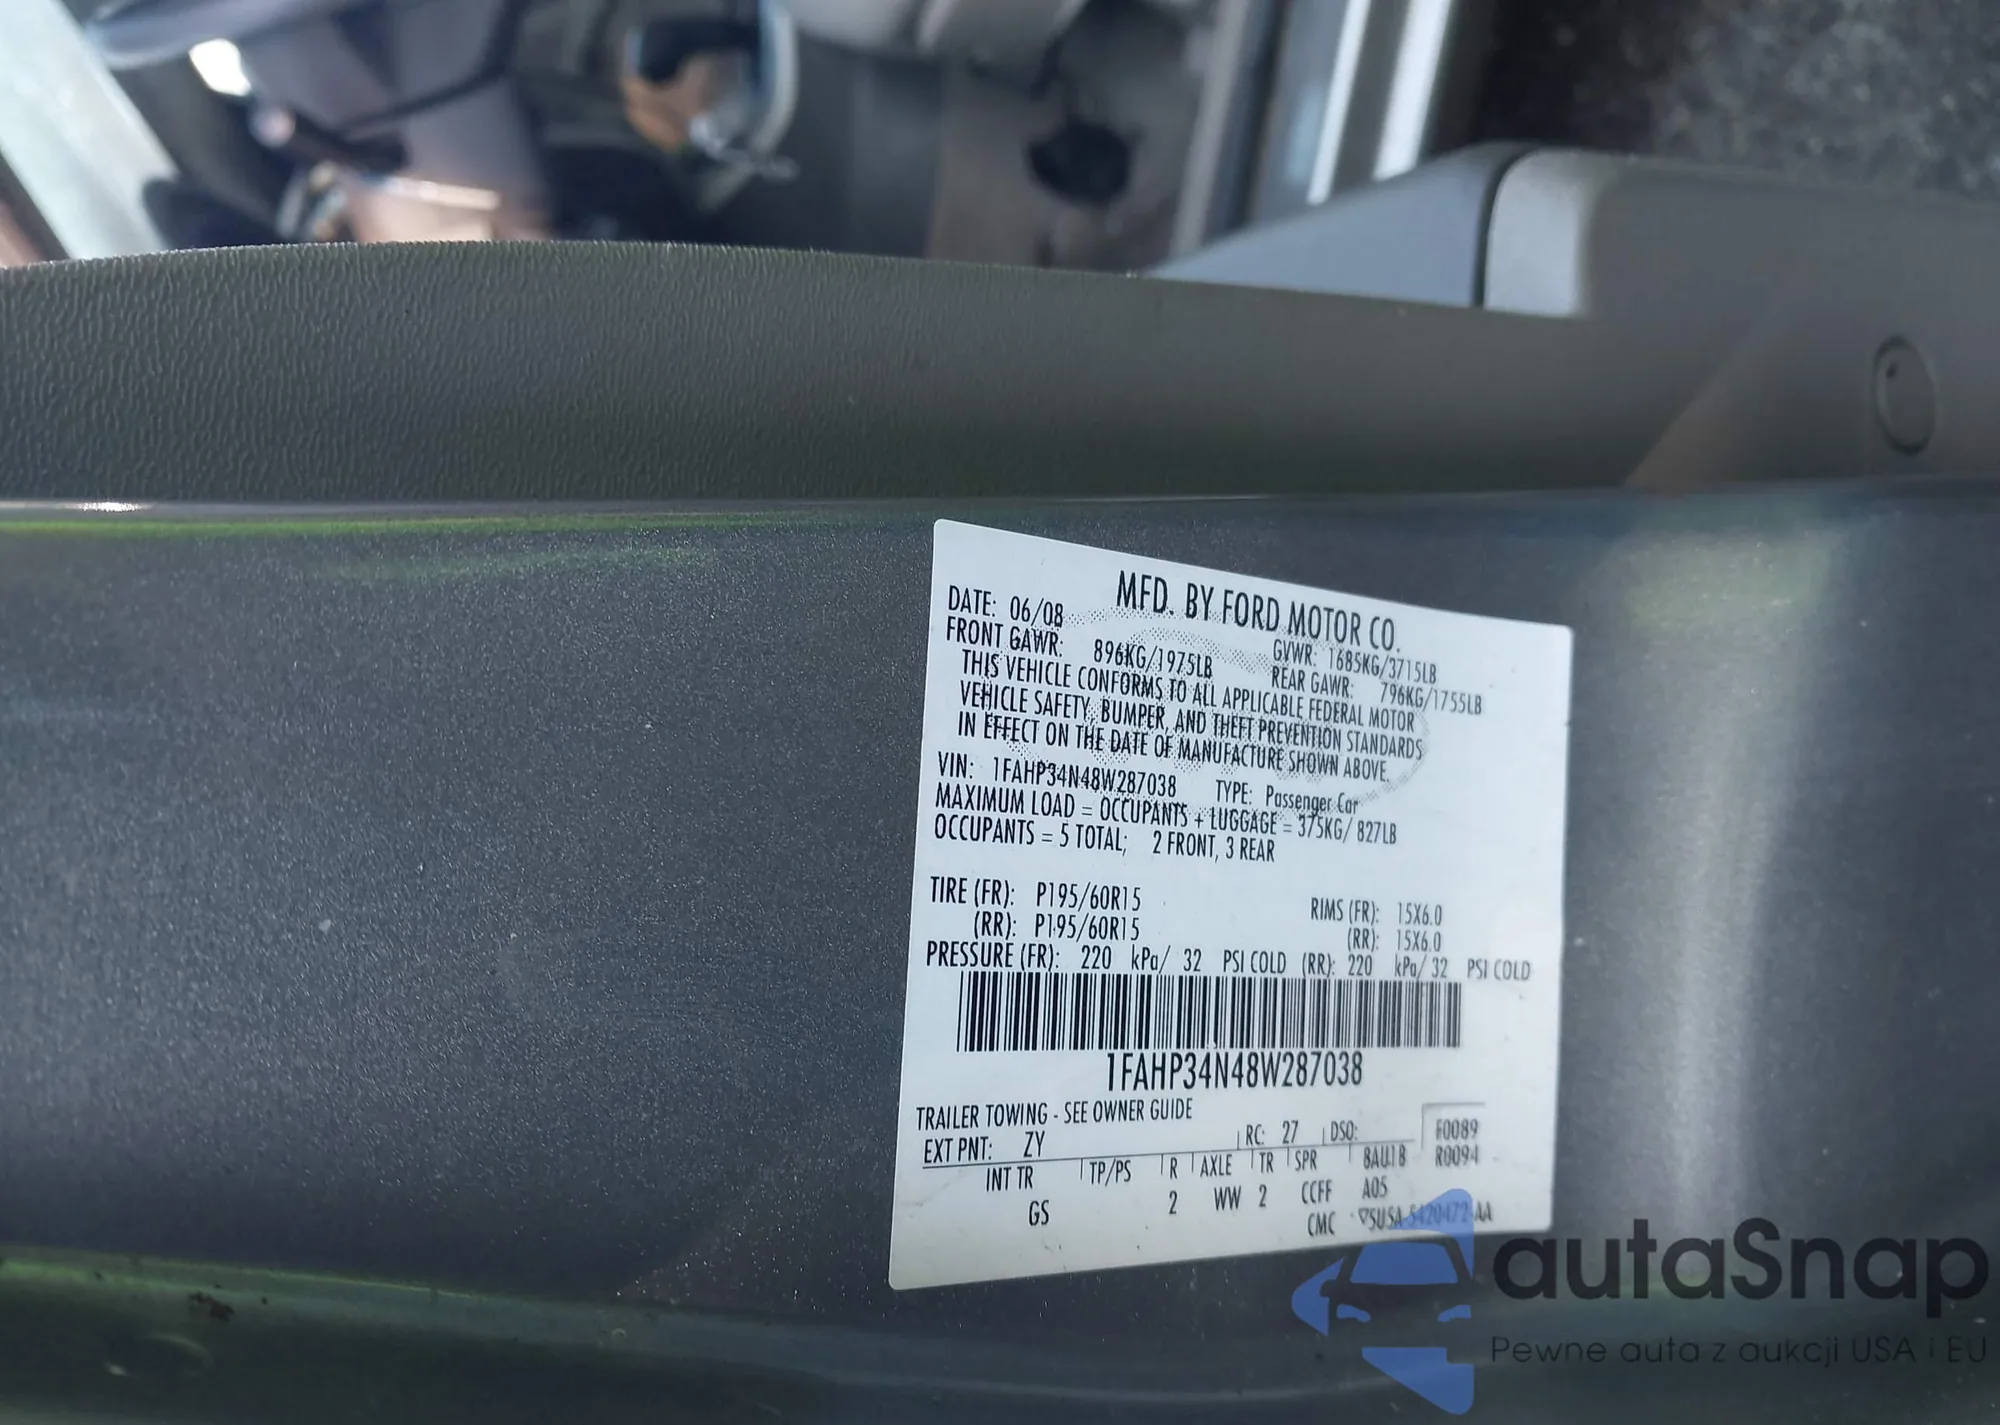 MFD. BY FORD MOTOR CO.
DATE: 06/08 GVWR: 1685KG/3715LB
FRONT GAWR: 896KG/1975LB REAR GAWR: 796KG/1755LB
THIS VEHICLE CONFORMS TO ALL APPLICABLE FEDERAL MOTOR
VEHICLE SAFETY, BUMPER, AND THEFT PREVENTION STANDARDS
IN EFFECT ON THE DATE OF MANUFACTURE SHOWN ABOVE.
VIN: 1FAHP34N48W287038 TYPE: Passenger Car
MAXIMUM LOAD = OCCUPANTS + LUGGAGE = 375KG/ 827LB
OCCUPANTS = 5 TOTAL; 2 FRONT, 3 REAR
TIRE (FR): P195/60R15 RIMS (FR): 15X6.0
(RR): P195/60R15 (RR): 15X6.0
PRESSURE (FR): 220 kPa/ 32 PSI COLD (RR): 220 kPa/ 32 PSI COLD
1FAHP34N48W287038
TRAILER TOWING - SEE OWNER GUIDE
EXT PNT: ZY RC: 27 DSO: F0089
INT TR TP/PS R AXLE TR SPR 8AU1B R0094
GS 2 WW 2 CCFF A05
CMC SUSA-5420472-AA
autaSnap
Pewne auta z aukcji USA i EU